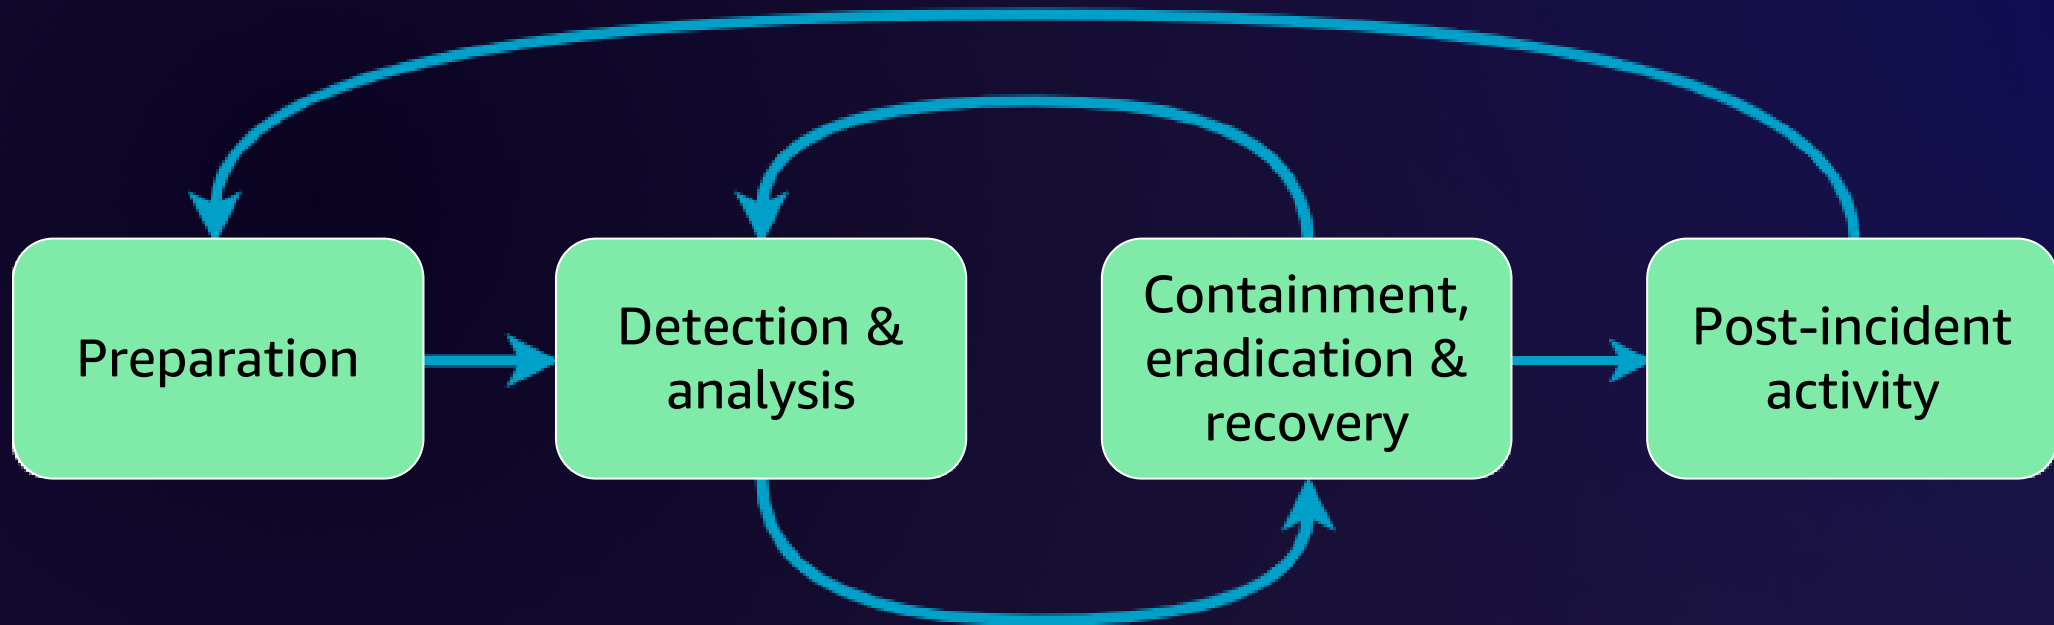 Preparation
Detection &
analysis
Containment,
eradication &
recovery
Post-incident
activity